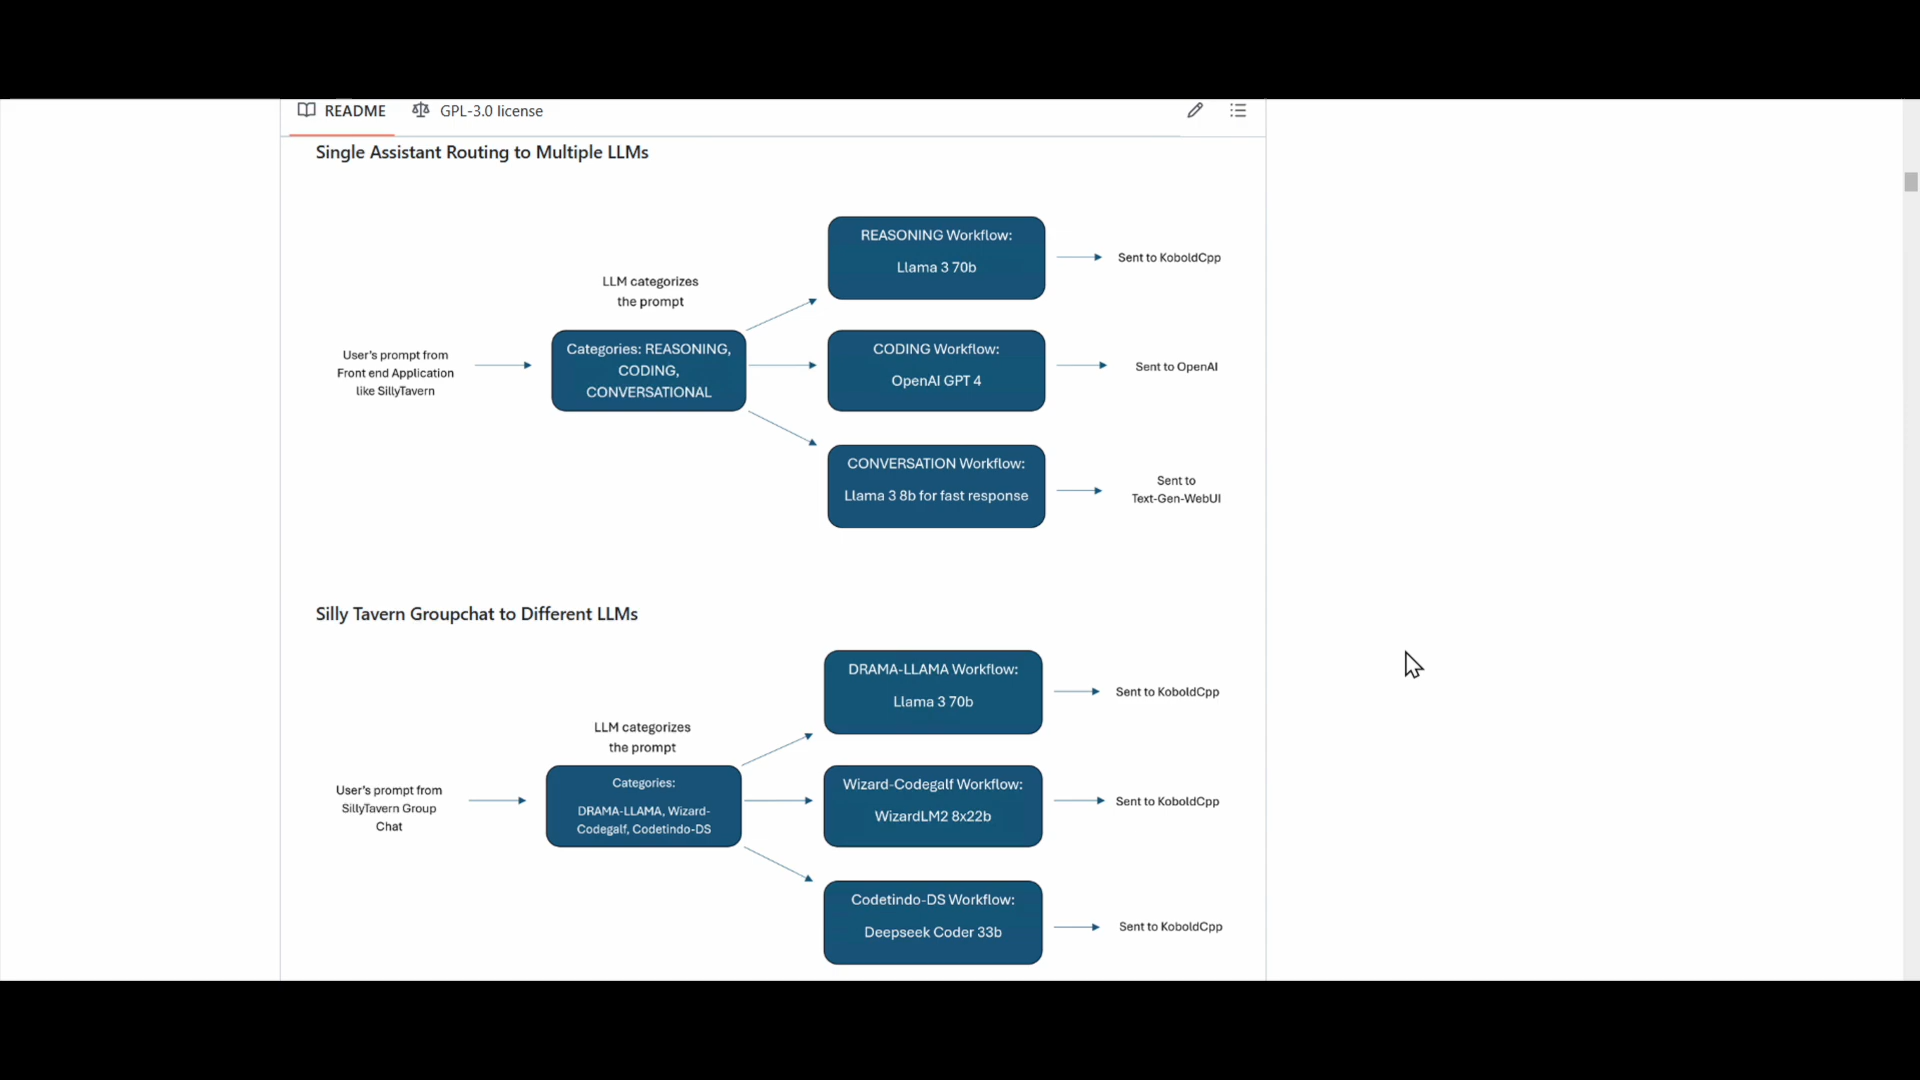 README
GPL-3.0 license
Single Assistant Routing to Multiple LLMs
User's prompt from
Front end Application
like SillyTavern
LLM categorizes
the prompt
Categories: REASONING,
CODING,
CONVERSATIONAL
REASONING Workflow:
Llama 3 70b
Sent to KoboldCpp
CODING Workflow:
OpenAI GPT 4
Sent to OpenAI
CONVERSATION Workflow:
Llama 3 8b for fast response
Sent to
Text-Gen-WebUI
Silly Tavern Groupchat to Different LLMs
User's prompt from
SillyTavern Group
Chat
LLM categorizes
the prompt
Categories:
DRAMA-LLAMA, Wizard-
Codegalf, Codetindo-DS
DRAMA-LLAMA Workflow:
Llama 3 70b
Sent to KoboldCpp
Wizard-Codegalf Workflow:
WizardLM2 8x22b
Sent to KoboldCpp
Codetindo-DS Workflow:
Deepseek Coder 33b
Sent to KoboldCpp